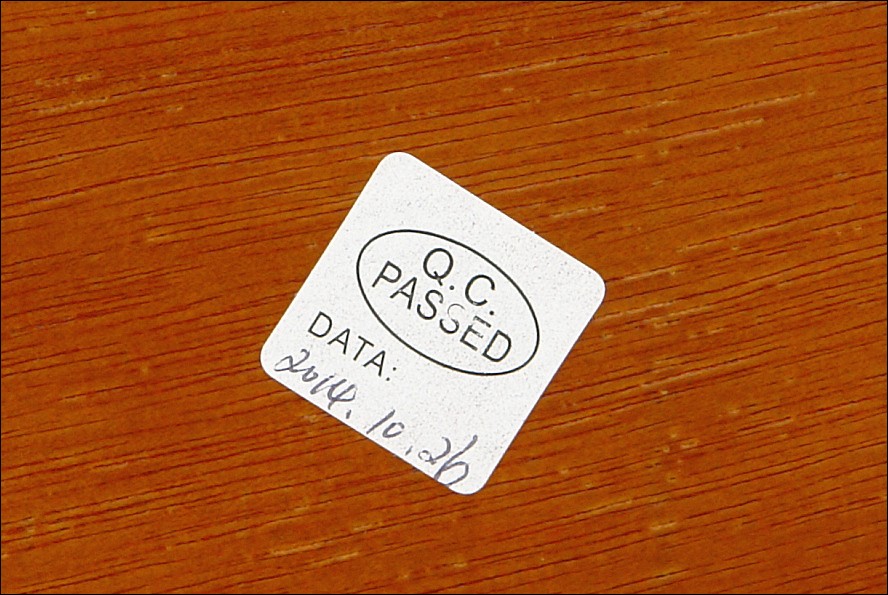 Q.C.
PASSED
DATA:
2014.10.26